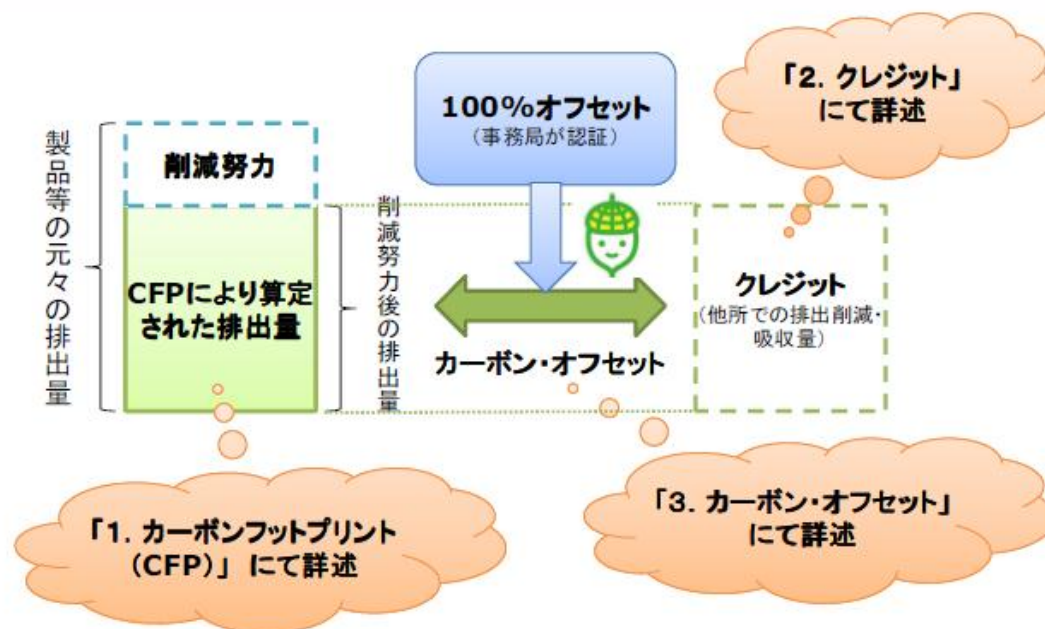 「2. クレジット」
にて詳述
100%オフセット
(事務局が認証)
製品等の元々の排出量
削減努力
CFPにより算定
された排出量
削減努力後の排出量
カーボン・オフセット
クレジット
(他所での排出削減・
吸収量)
「1. カーボンフットプリント
(CFP)」 にて詳述
「3. カーボン・オフセット」
にて詳述